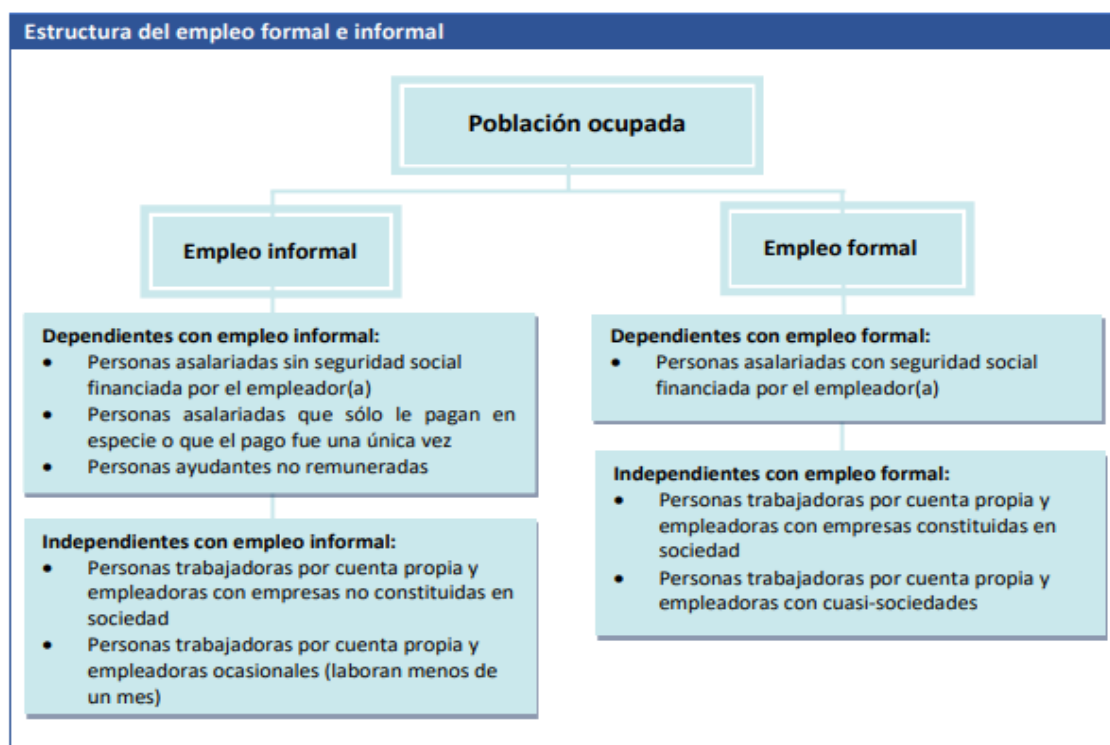 Estructura del empleo formal e informal
Población ocupada
Empleo informal
Empleo formal
Dependientes con empleo informal:
• Personas asalariadas sin seguridad social
financiada por el empleador(a)
• Personas asalariadas que sólo le pagan en
especie o que el pago fue una única vez
• Personas ayudantes no remuneradas
Dependientes con empleo formal:
• Personas asalariadas con seguridad social
financiada por el empleador(a)
Independientes con empleo informal:
• Personas trabajadoras por cuenta propia y
empleadoras con empresas no constituidas en
sociedad
• Personas trabajadoras por cuenta propia y
empleadoras ocasionales (laboran menos de
un mes)
Independientes con empleo formal:
• Personas trabajadoras por cuenta propia y
empleadoras con empresas constituidas en
sociedad
• Personas trabajadoras por cuenta propia y
empleadoras con cuasi-sociedades